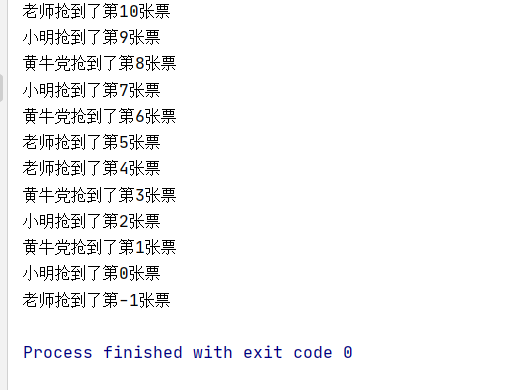 老师抢到了第10张票
小明抢到了第9张票
黄牛党抢到了第8张票
小明抢到了第7张票
黄牛党抢到了第6张票
老师抢到了第5张票
老师抢到了第4张票
黄牛党抢到了第3张票
小明抢到了第2张票
黄牛党抢到了第1张票
小明抢到了第0张票
老师抢到了第-1张票
Process finished with exit code 0